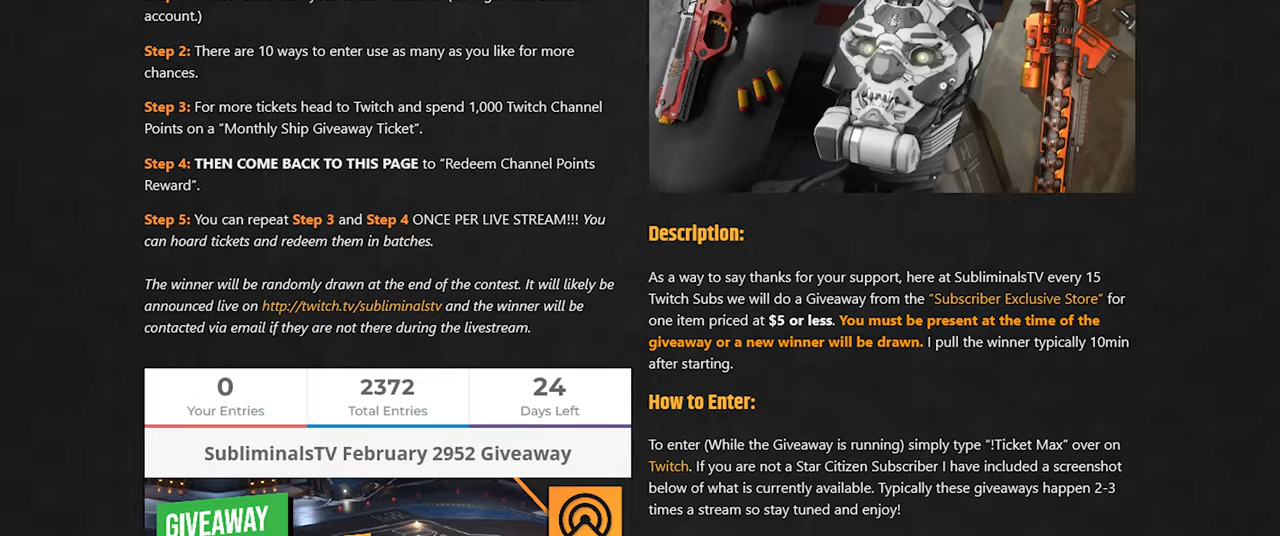 account.)
Step 2: There are 10 ways to enter use as many as you like for more
chances.
Step 3: For more tickets head to Twitch and spend 1,000 Twitch Channel
Points on a "Monthly Ship Giveaway Ticket".
Step 4: THEN COME BACK TO THIS PAGE to "Redeem Channel Points
Reward".
Step 5: You can repeat Step 3 and Step 4 ONCE PER LIVE STREAM!!! You
can hoard tickets and redeem them in batches.
The winner will be randomly drawn at the end of the contest. It will likely be
announced live on http://twitch.tv/subliminalstv and the winner will be
contacted via email if they are not there during the livestream.
0
Your Entries
2372
Total Entries
24
Days Left
SubliminalsTV February 2952 Giveaway
GIVEAWAY
Description:
As a way to say thanks for your support, here at SubliminalsTV every 15
Twitch Subs we will do a Giveaway from the "Subscriber Exclusive Store" for
one item priced at $5 or less. You must be present at the time of the
giveaway or a new winner will be drawn. I pull the winner typically 10min
after starting.
How to Enter:
To enter (While the Giveaway is running) simply type "!Ticket Max" over on
Twitch. If you are not a Star Citizen Subscriber I have included a screenshot
below of what is currently available. Typically these giveaways happen 2-3
times a stream so stay tuned and enjoy!